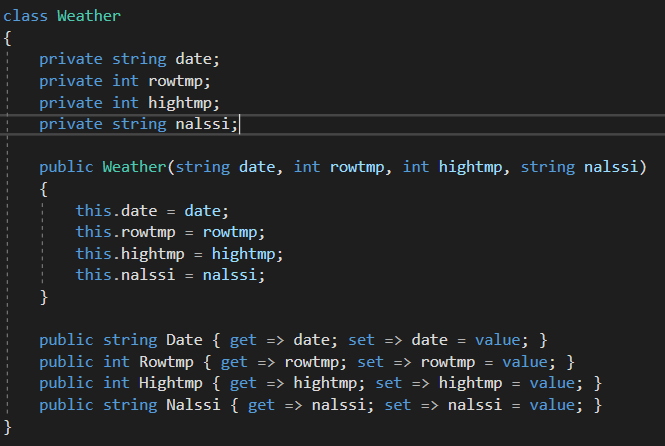 class Weather
{
private string date;
private int rowtmp;
private int hightmp;
private string nalssi;
public Weather(string date, int rowtmp, int hightmp, string nalssi)
{
this.date = date;
this.rowtmp = rowtmp;
this.hightmp = hightmp;
this.nalssi = nalssi;
}
public string Date { get => date; set => date = value; }
public int Rowtmp { get => rowtmp; set => rowtmp = value; }
public int Hightmp { get => hightmp; set => hightmp = value; }
public string Nalssi { get => nalssi; set => nalssi = value; }
}